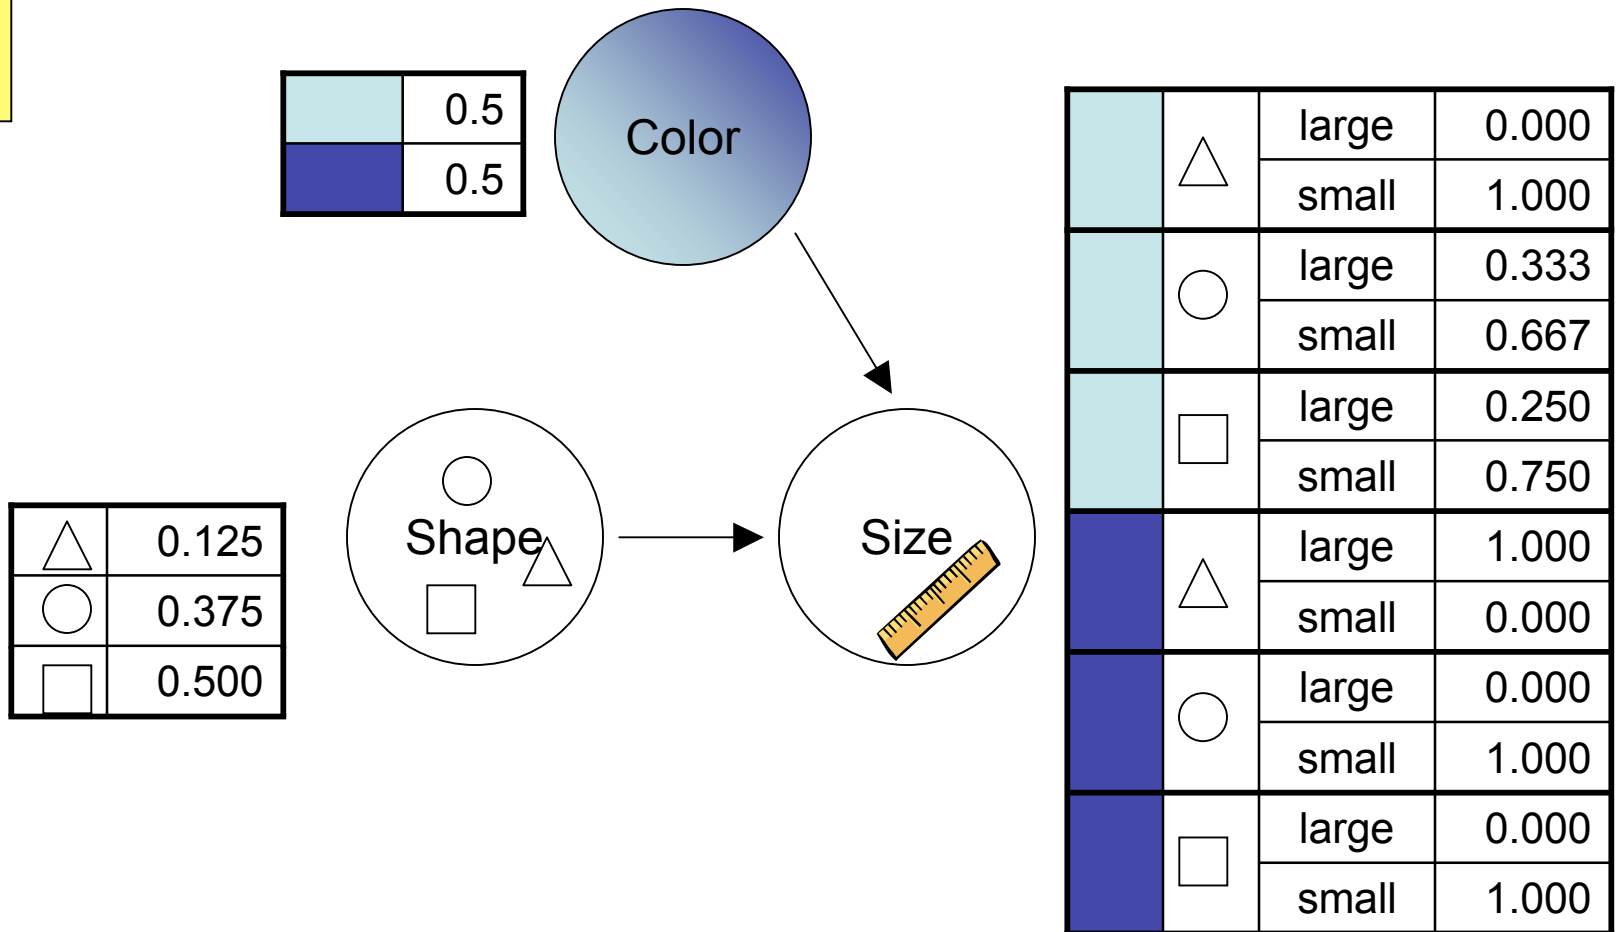 0.5
0.5
Color
large 0.000
small 1.000
large 0.333
small 0.667
large 0.250
small 0.750
large 1.000
small 0.000
large 0.000
small 1.000
large 0.000
small 1.000
0.125
0.375
0.500
Shape
Size